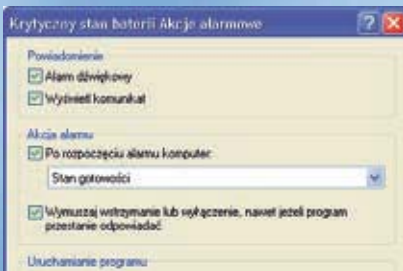 Krytyczny stan baterii Akcje alarmowe
Powiadomienie
Alarm dźwiękowy
Wyświetl komunikat
Akcja alarmu
Po rozpoczęciu alarmu komputer:
Stan gotowości
Wymuszaj wstrzymanie lub wyłączenie, nawet jeżeli program
przestanie odpowiadać
Uruchamianie programu